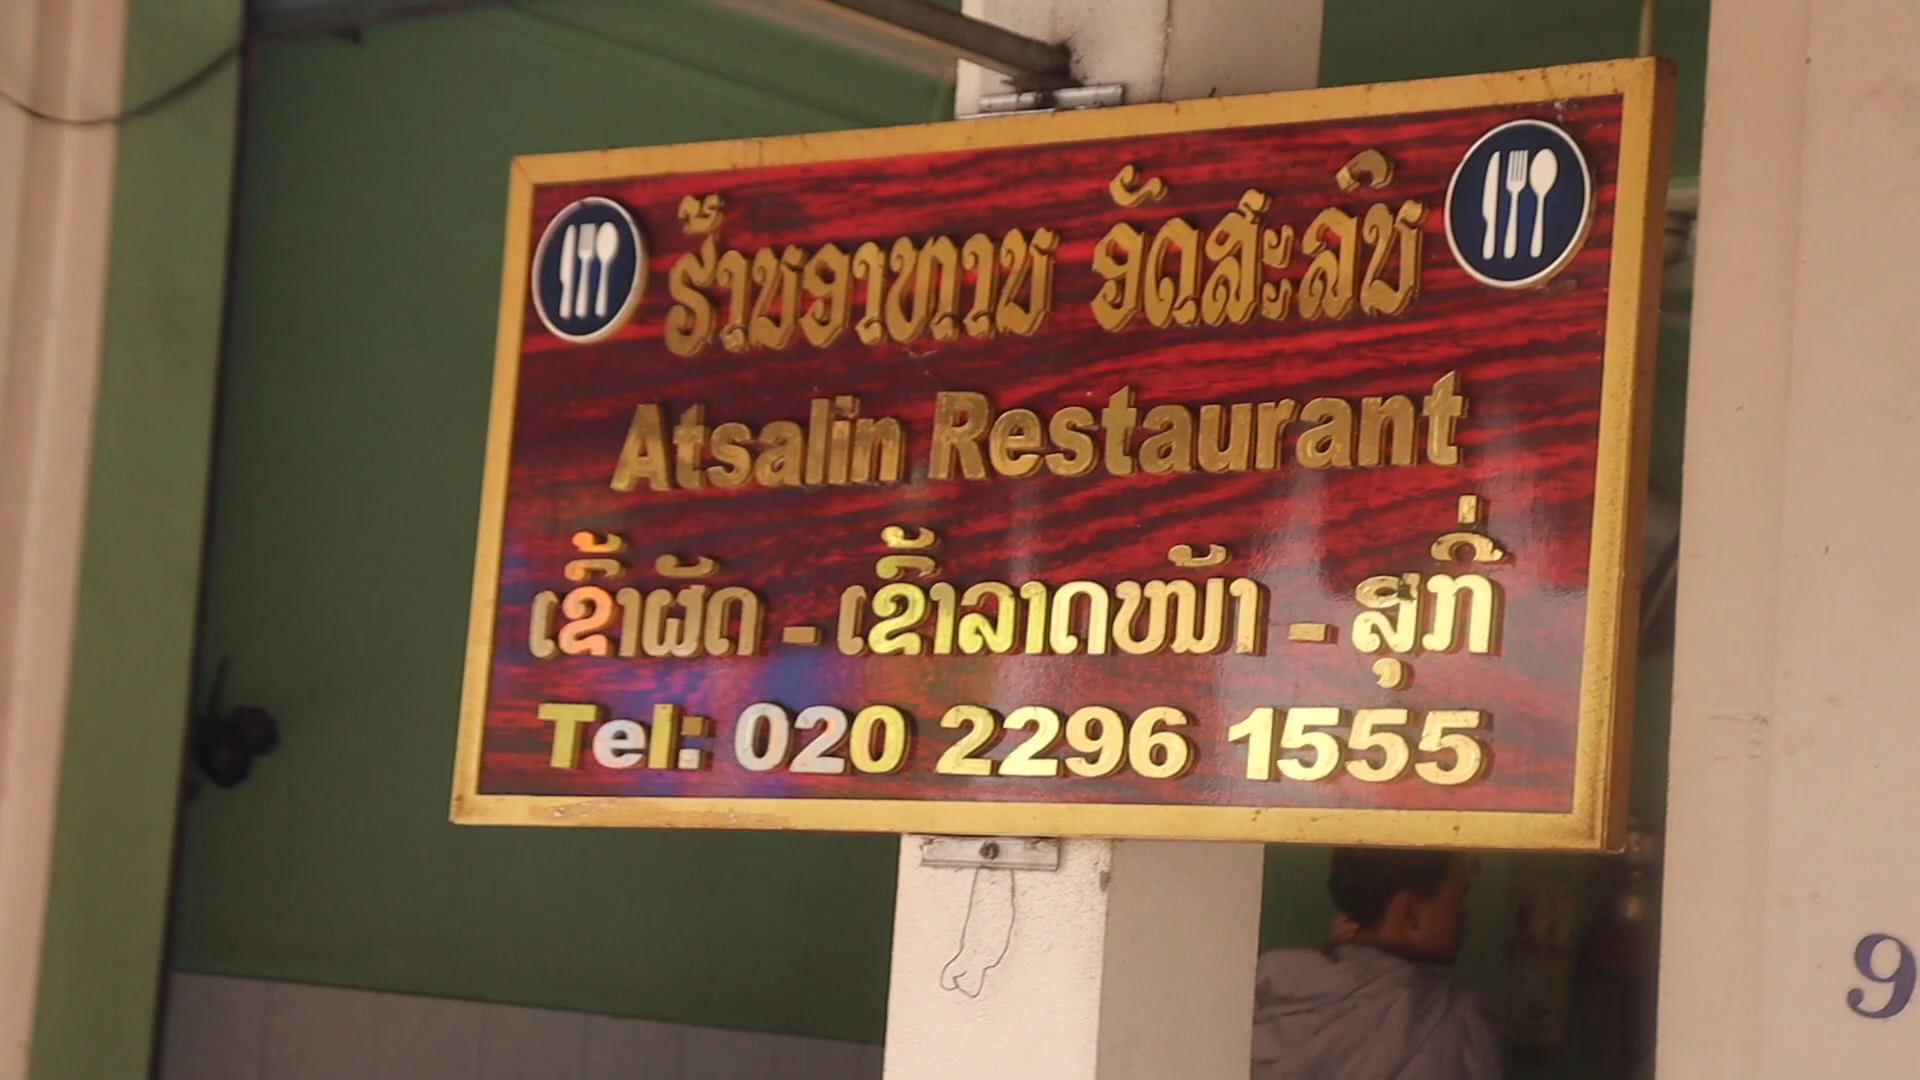 ຮ້ານອາຫານ ອັດສະລິນ
Atsalin Restaurant
ເຂົ້າຜັດ - ເຂົ້າລາດໜ້າ - ສຸກີ່
Tel: 020 2296 1555
9